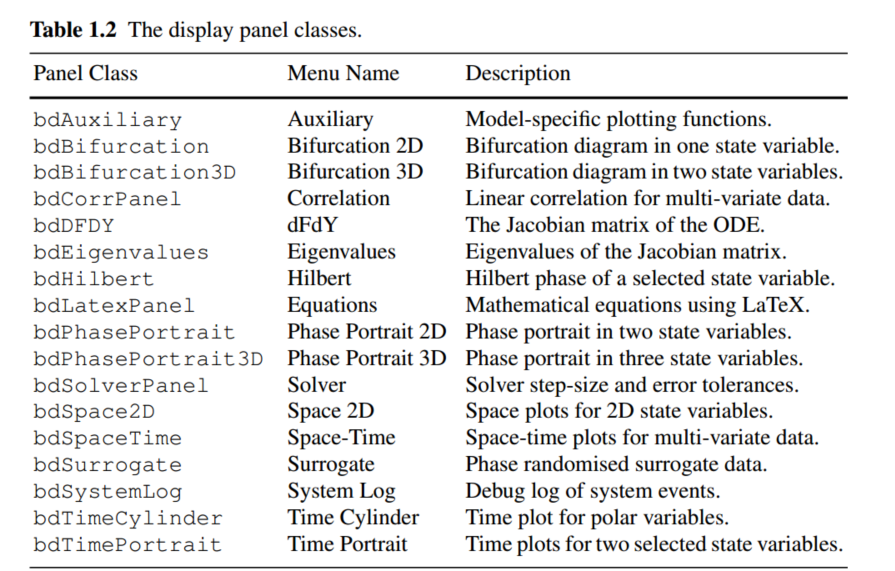 Table 1.2 The display panel classes.
Panel Class Menu Name Description
bdAuxiliary Auxiliary Model-specific plotting functions.
bdBifurcation Bifurcation 2D Bifurcation diagram in one state variable.
bdBifurcation3D Bifurcation 3D Bifurcation diagram in two state variables.
bdCorrPanel Correlation Linear correlation for multi-variate data.
bdDFDY dFdY The Jacobian matrix of the ODE.
bdEigenvalues Eigenvalues Eigenvalues of the Jacobian matrix.
bdHilbert Hilbert Hilbert phase of a selected state variable.
bdLatexPanel Equations Mathematical equations using LaTeX.
bdPhasePortrait Phase Portrait 2D Phase portrait in two state variables.
bdPhasePortrait3D Phase Portrait 3D Phase portrait in three state variables.
bdSolverPanel Solver Solver step-size and error tolerances.
bdSpace2D Space 2D Space plots for 2D state variables.
bdSpaceTime Space-Time Space-time plots for multi-variate data.
bdSurrogate Surrogate Phase randomised surrogate data.
bdSystemLog System Log Debug log of system events.
bdTimeCylinder Time Cylinder Time plot for polar variables.
bdTimePortrait Time Portrait Time plots for two selected state variables.